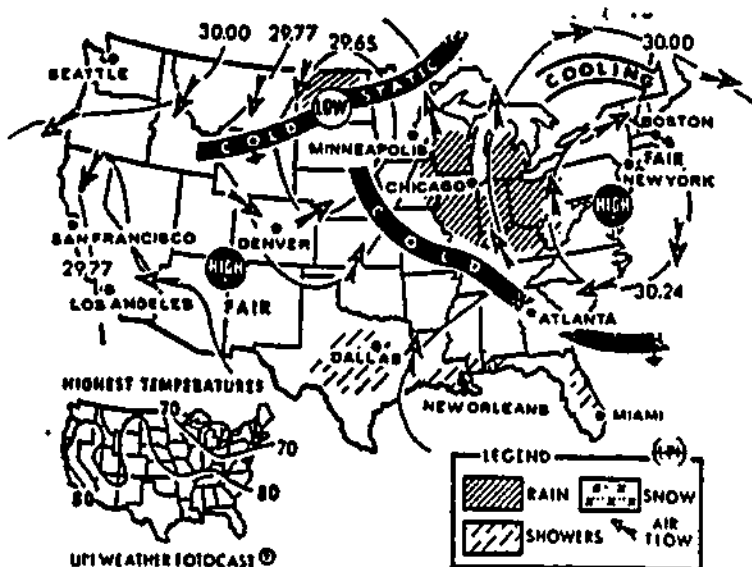 30.00
29.77
29.65
30.00
SEATTLE
COOLING
STATIC
LOW
COLD
BOSTON
MINNEAPOLIS
FAIR
CHICAGO
NEW YORK
HIGH
COLD
SAN FRANCISCO
DENVER
29.77
HIGH
30.24
LOS ANGELES
FAIR
ATLANTA
DALLAS
HIGHEST TEMPERATURES
NEW ORLEANS
MIAMI
70
70
80
80
LEGEND
RAIN
SNOW
SHOWERS
AIR
FLOW
UPI WEATHER FOTOCAST